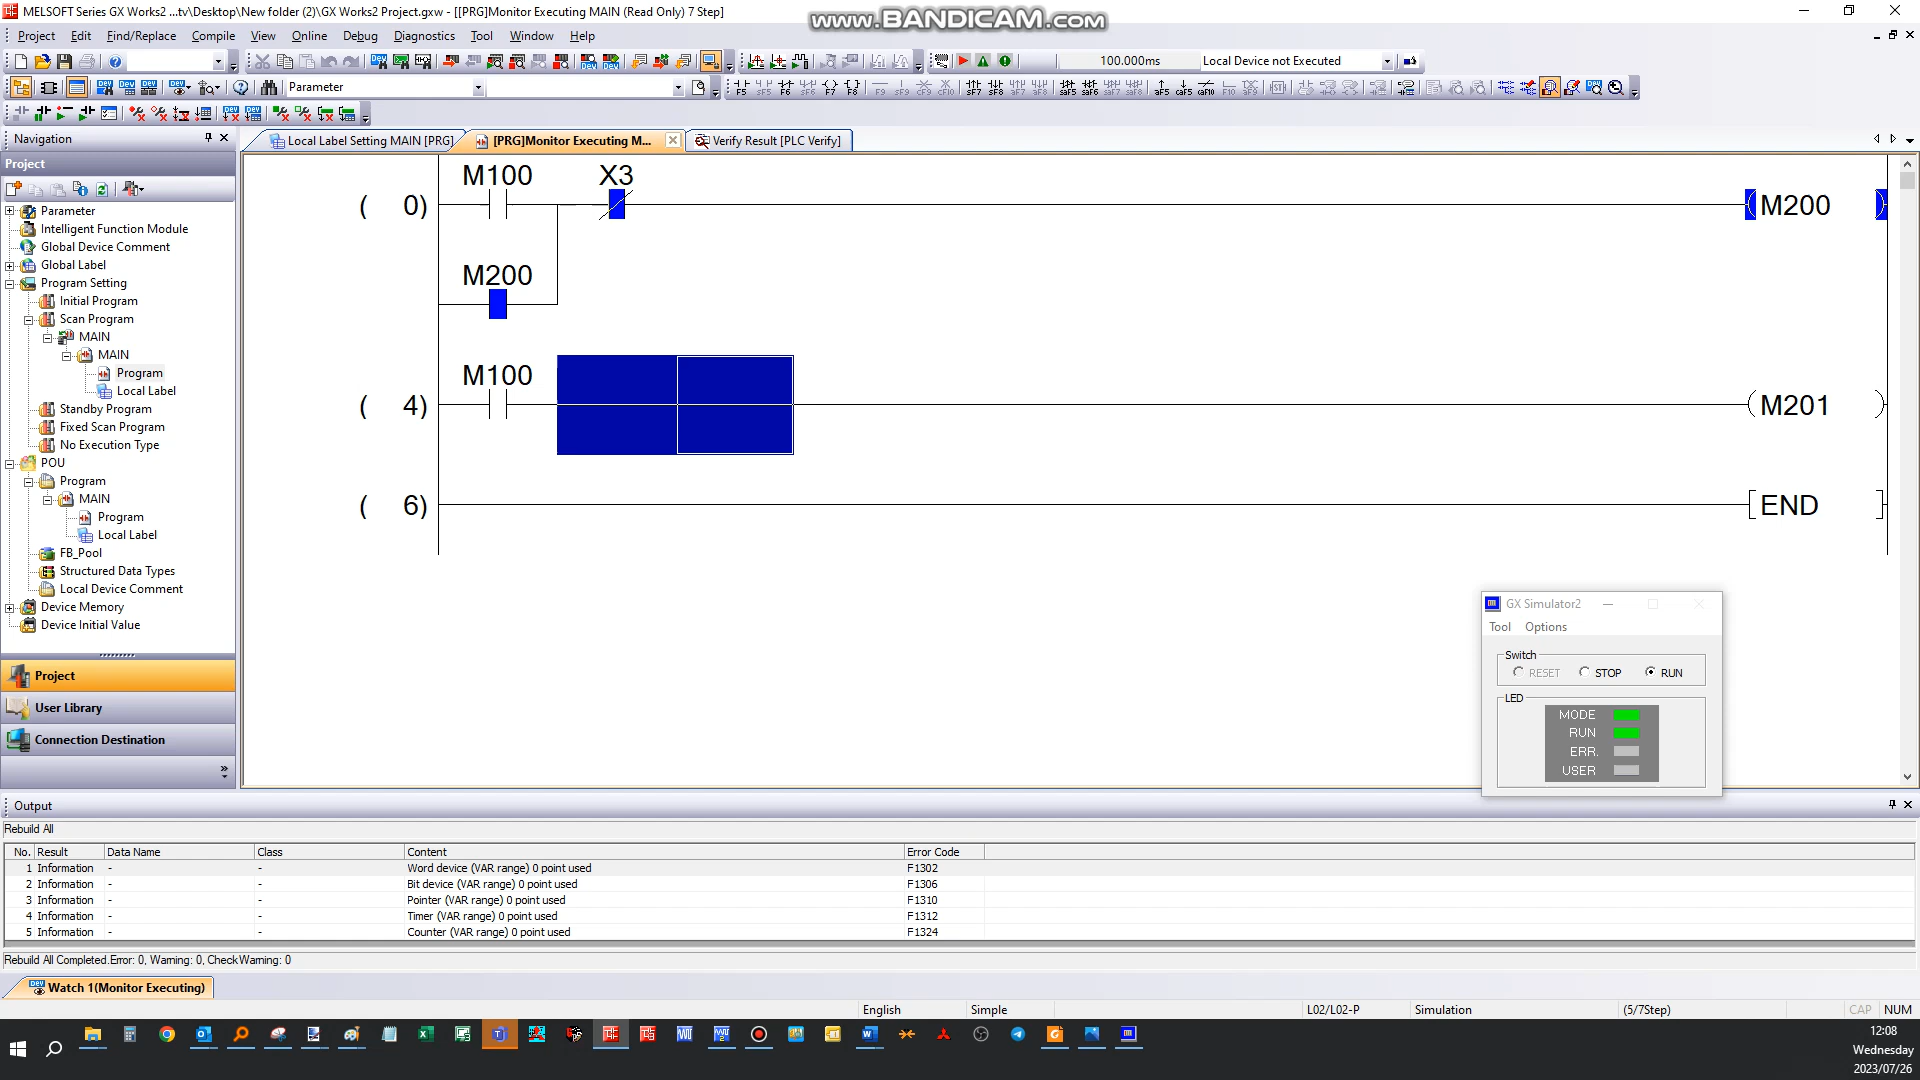 MELSOFT Series GX Works2 ...tv\Desktop\New folder (2)\GX Works2 Project.gxw - [[PRG]Monitor Executing MAIN (Read Only) 7 Step]
www.BANDICAM.com
Project Edit Find/Replace Compile View Online Debug Diagnostics Tool Window Help
100.000ms Local Device not Executed
Parameter
Navigation
Local Label Setting MAIN [PRG]
[PRG]Monitor Executing M...
Verify Result [PLC Verify]
Project
Parameter
Intelligent Function Module
Global Device Comment
Global Label
Program Setting
Initial Program
Scan Program
MAIN
MAIN
Program
Local Label
Standby Program
Fixed Scan Program
No Execution Type
POU
Program
MAIN
Program
Local Label
FB_Pool
Structured Data Types
Local Device Comment
Device Memory
Device Initial Value
Project
User Library
Connection Destination
M100 X3
( 0) M200
M200
M100
( 4) M201
( 6) END
GX Simulator2
Tool Options
Switch
RESET STOP RUN
LED
MODE
RUN
ERR.
USER
Output
Rebuild All
No. Result Data Name Class Content Error Code
1 Information - - Word device (VAR range) 0 point used F1302
2 Information - - Bit device (VAR range) 0 point used F1306
3 Information - - Pointer (VAR range) 0 point used F1310
4 Information - - Timer (VAR range) 0 point used F1312
5 Information - - Counter (VAR range) 0 point used F1324
Rebuild All Completed.Error: 0, Warning: 0, CheckWarning: 0
Watch 1(Monitor Executing)
English Simple L02/L02-P Simulation (5/7Step) CAP NUM
12:08
Wednesday
2023/07/26